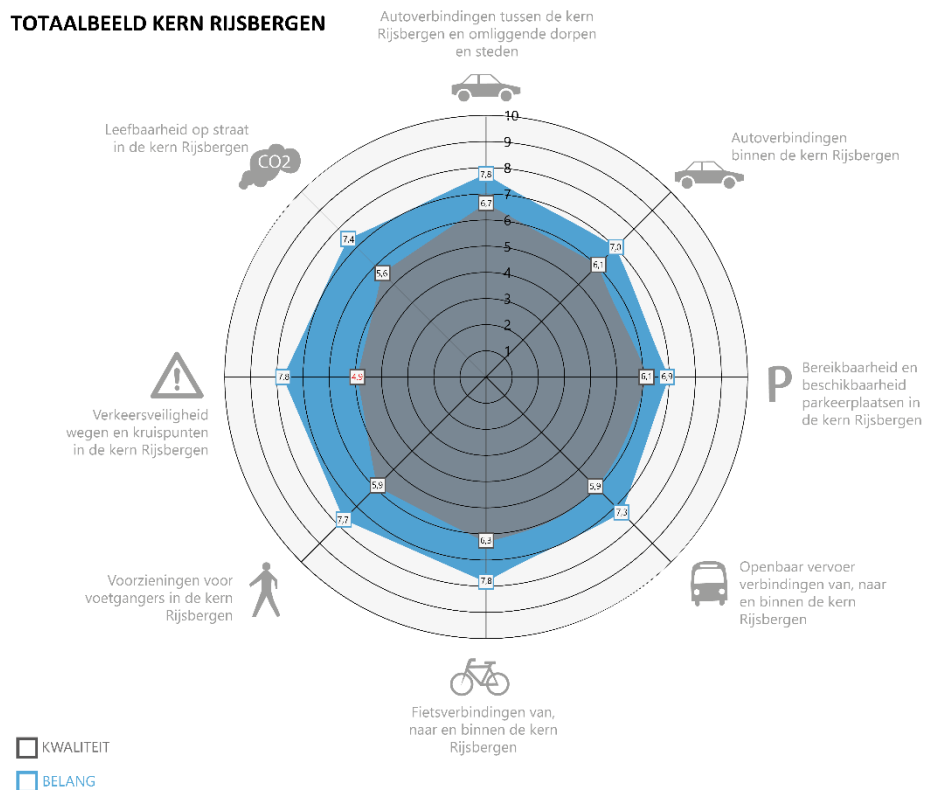 TOTAALBEELD KERN RIJSBERGEN
Autoverbindingen tussen de kern
Rijsbergen en omliggende dorpen
en steden
Autoverbindingen
binnen de kern Rijsbergen
P
Bereikbaarheid en
beschikbaarheid
parkeerplaatsen in
de kern Rijsbergen
Openbaar vervoer
verbindingen van, naar
en binnen de kern
Rijsbergen
Fietsverbindingen van,
naar en binnen de kern
Rijsbergen
Voorzieningen voor
voetgangers in de kern
Rijsbergen
Verkeersveiligheid
wegen en kruispunten
in de kern Rijsbergen
Leefbaarheid op straat
in de kern Rijsbergen
CO2
10
9
8
7
6
5
4
3
2
1
7,8
6,7
7,0
6,1
6,1
6,9
5,9
7,3
6,3
7,8
5,9
7,7
4,9
7,8
5,6
7,4
KWALITEIT
BELANG